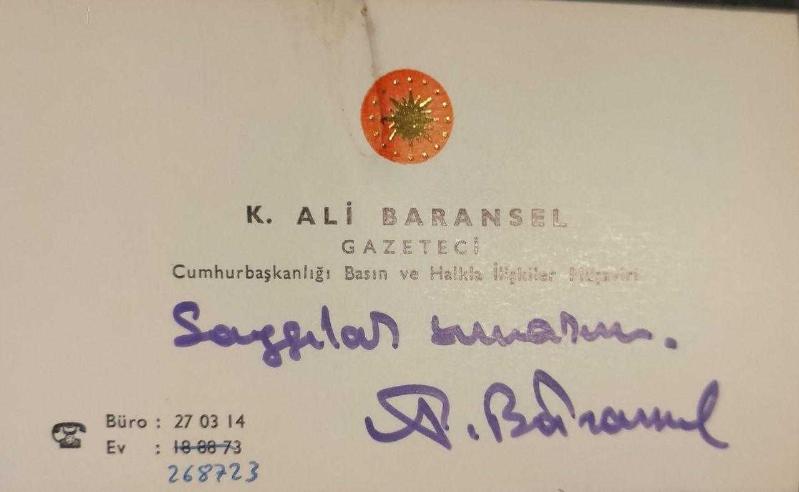 K. ALİ BARANSEL
GAZETECİ
Cumhurbaşkanlığı Basın ve Halkla İlişkiler Müşaviri
Saygılar sunarım.
A. Baransel
Büro : 27 03 14
Ev : 18 88 73
268723